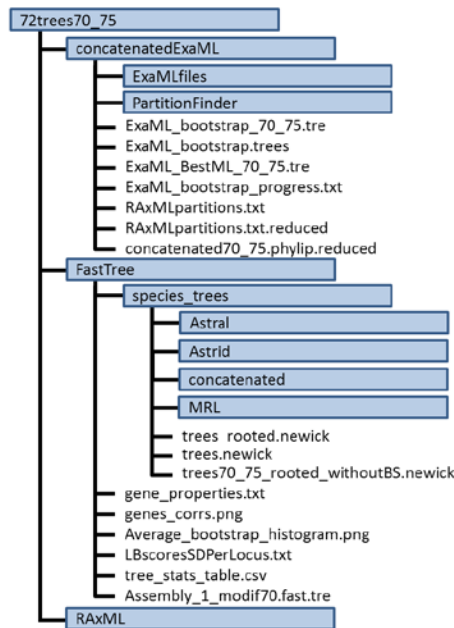 72trees70_75
concatenatedExaML
ExaMLfiles
PartitionFinder
ExaML_bootstrap_70_75.tre
ExaML_bootstrap.trees
ExaML_BestML_70_75.tre
ExaML_bootstrap_progress.txt
RAxMLpartitions.txt
RAxMLpartitions.txt.reduced
concatenated70_75.phylip.reduced
FastTree
species_trees
Astral
Astrid
concatenated
MRL
trees_rooted.newick
trees.newick
trees70_75_rooted_withoutBS.newick
gene_properties.txt
genes_corrs.png
Average_bootstrap_histogram.png
LBscoresSDPerLocus.txt
tree_stats_table.csv
Assembly_1_modif70.fast.tre
RAxML